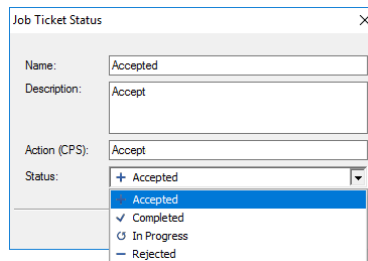 Job Ticket Status
Name: Accepted
Description: Accept
Action (CPS): Accept
Status: Accepted
Accepted
Completed
In Progress
Rejected